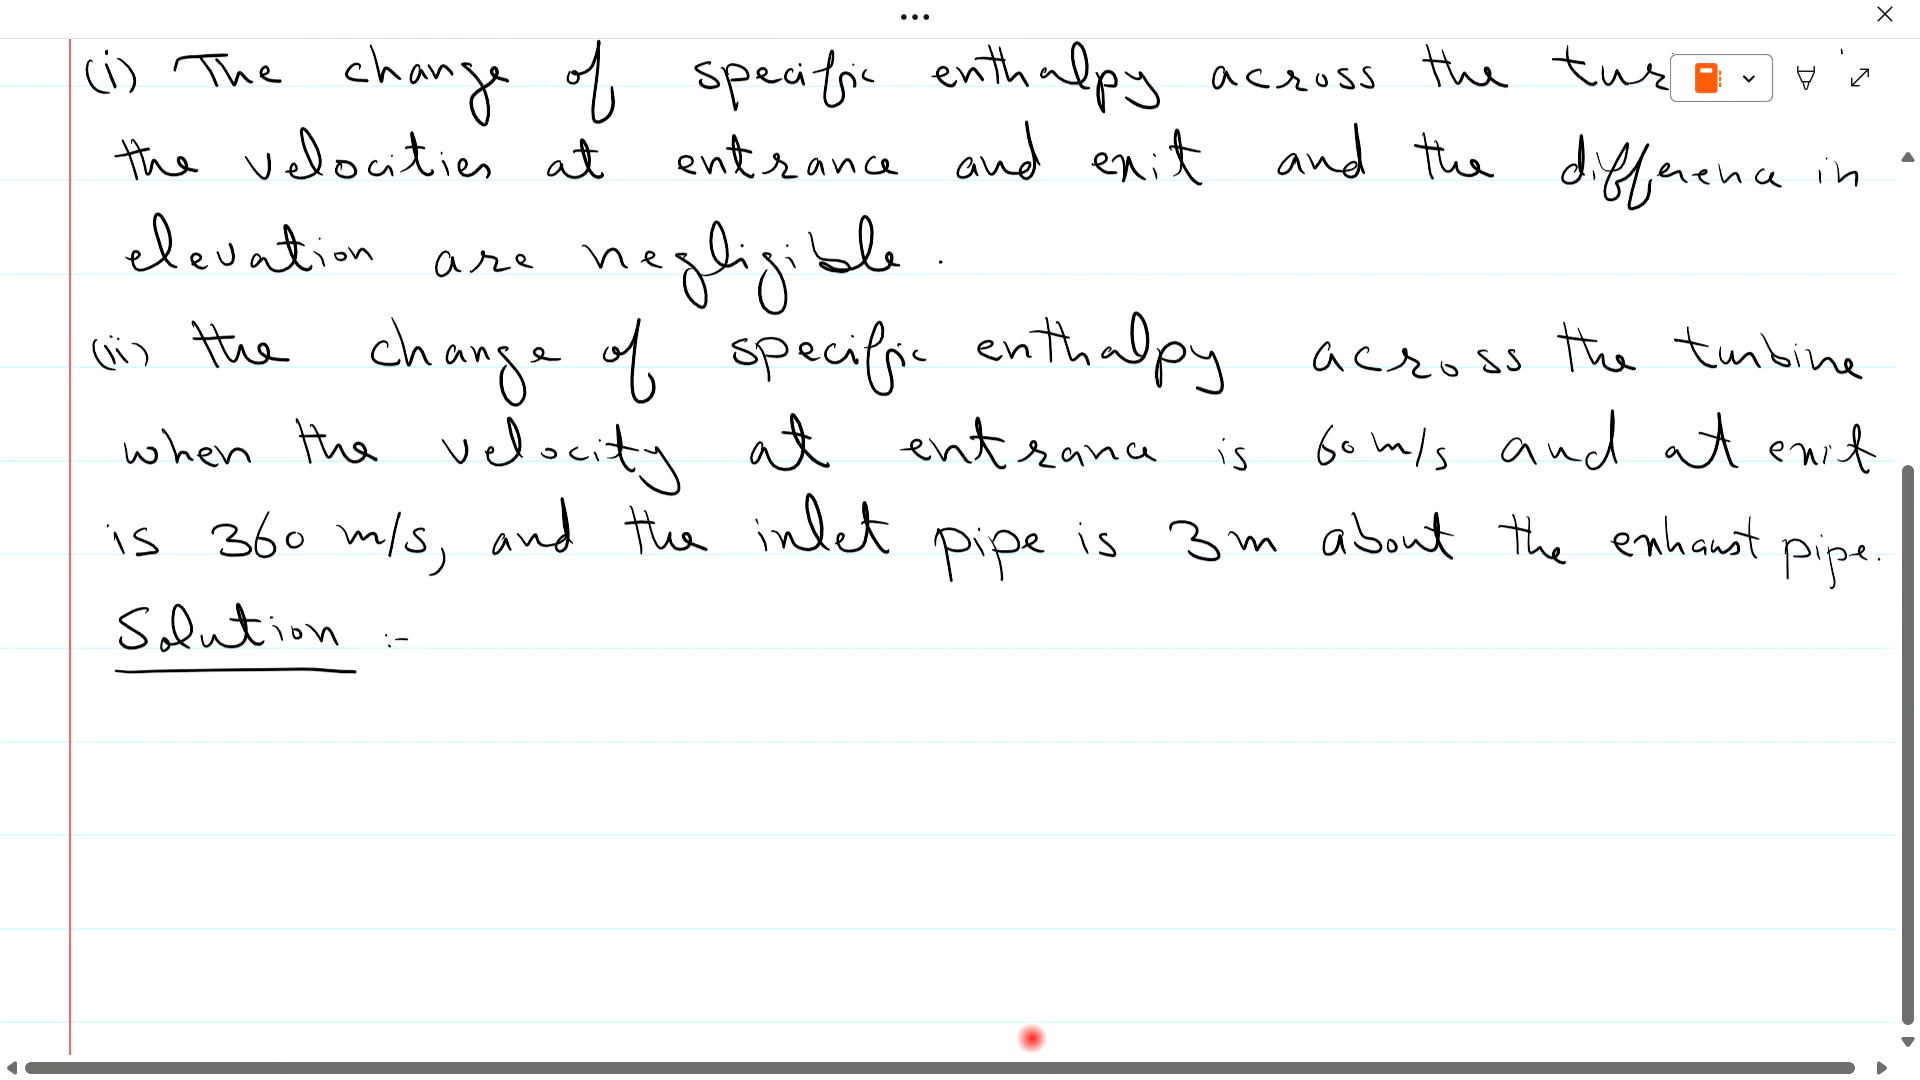 (i) The change of specific enthalpy across the
the velocities at entrance and exit and the difference in
elevation are negligible.
(ii) the change of specific enthalpy across the turbine
when the velocity at entrance is 60 m/s and at exit
is 360 m/s, and the inlet pipe is 3m about the exhaust pipe.
Solution :-